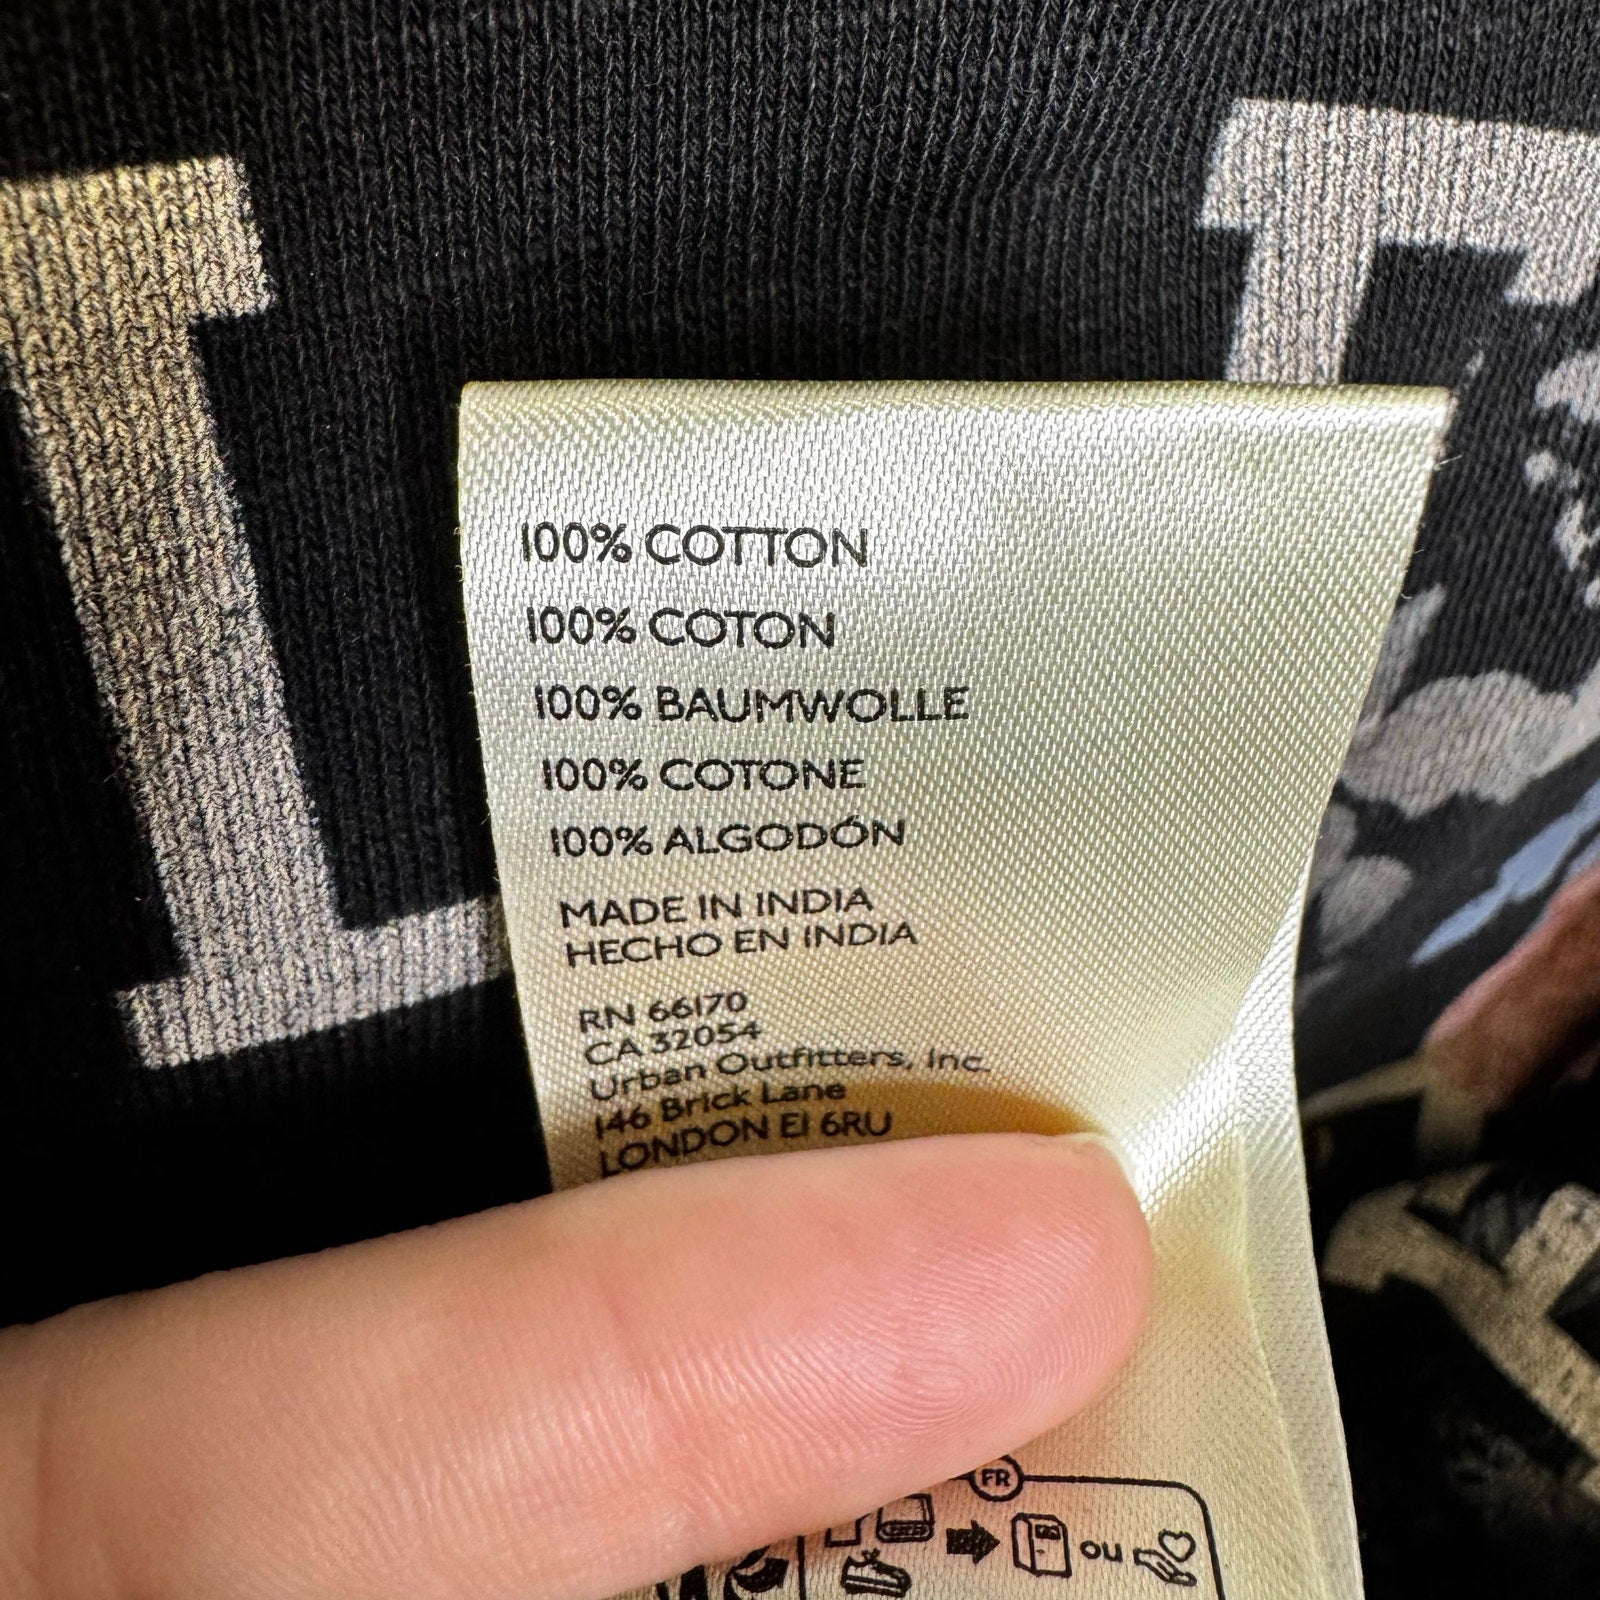 100% COTTON
100% COTON
100% BAUMWOLLE
100% COTONE
100% ALGODÓN
MADE IN INDIA
HECHO EN INDIA
RN 66170
CA 32054
Urban Outfitters, Inc.
146 Brick Lane
LONDON E1 6RU
FR
ou